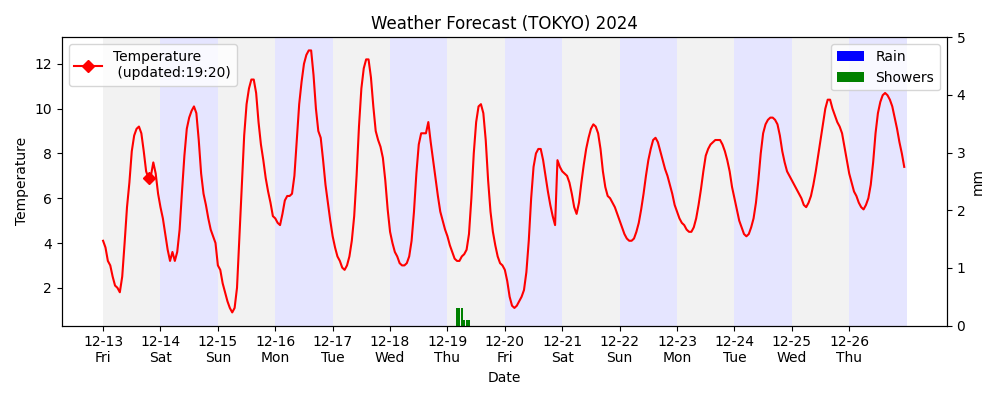 Weather Forecast (TOKYO) 2024
Temperature
(updated:19:20)
Rain
Showers
Temperature
12
10
8
6
4
2
5
4
3
2
1
0
mm
12-13 12-14 12-15 12-16 12-17 12-18 12-19 12-20 12-21 12-22 12-23 12-24 12-25 12-26
Fri Sat Sun Mon Tue Wed Thu Fri Sat Sun Mon Tue Wed Thu
Date